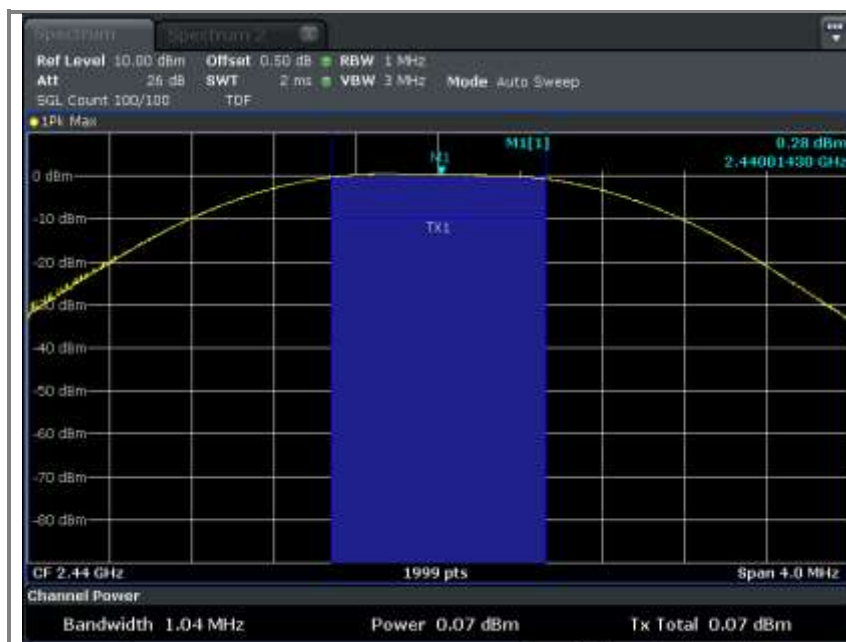 Spectrum Spectrum 2
Ref Level 10.00 dBm Offset 0.50 dB RBW 1 MHz
Att 26 dB SWT 2 ms VBW 3 MHz Mode Auto Sweep
SGL Count 100/100 TDF
1Pk Max
M1[1] 0.28 dBm
2.44001430 GHz
M1
0 dBm
-10 dBm
TX1
-20 dBm
-30 dBm
-40 dBm
-50 dBm
-60 dBm
-70 dBm
-80 dBm
CF 2.44 GHz 1999 pts Span 4.0 MHz
Channel Power
Bandwidth 1.04 MHz Power 0.07 dBm Tx Total 0.07 dBm